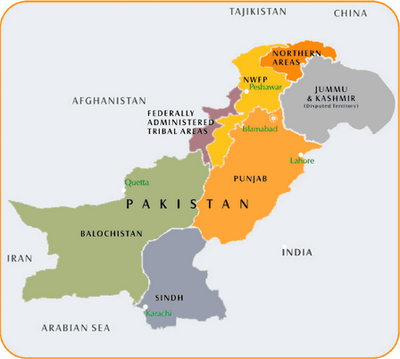 TAJIKISTAN
CHINA
NORTHERN
AREAS
NWFP
Peshawar
JUMMU
& KASHMIR
(Disputed Territory)
AFGHANISTAN
FEDERALLY
ADMINISTERED
TRIBAL AREAS
Islamabad
Lahore
Quetta
PUNJAB
PAKISTAN
BALOCHISTAN
INDIA
IRAN
SINDH
Karachi
ARABIAN SEA